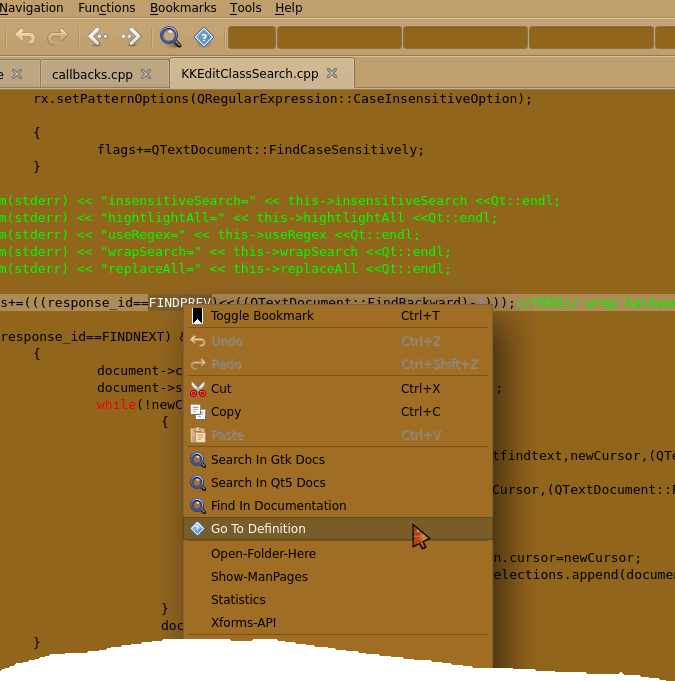 Navigation Functions Bookmarks Tools Help
e callbacks.cpp KKEditClassSearch.cpp
rx.setPatternOptions(QRegularExpression::CaseInsensitiveOption);
{
flags+=QTextDocument::FindCaseSensitively;
}
m(stderr) << "insensitiveSearch=" << this->insensitiveSearch <<Qt::endl;
m(stderr) << "hightlightAll=" << this->hightlightAll <<Qt::endl;
m(stderr) << "useRegex=" << this->useRegex <<Qt::endl;
m(stderr) << "wrapSearch=" << this->wrapSearch <<Qt::endl;
m(stderr) << "replaceAll=" << this->replaceAll <<Qt::endl;
s+=(((response_id==FINDPREV)<<((QTextDocument::FindBackward)-1)));//TODO// wrap backwa
Toggle Bookmark Ctrl+T
response_id==FINDNEXT) &
Undo Ctrl+Z
{
Redo Ctrl+Shift+Z
document->c
document->s ;
Cut Ctrl+X
while(!newC
Copy Ctrl+C
{
Paste Ctrl+V
tfindtext,newCursor,(QTe
Search In Gtk Docs
Search In Qt5 Docs
Cursor,(QTextDocument::F
Find In Documentation
Go To Definition
Open-Folder-Here
n.cursor=newCursor;
Show-ManPages
elections.append(docume
Statistics
}
Xforms-API
doc
}